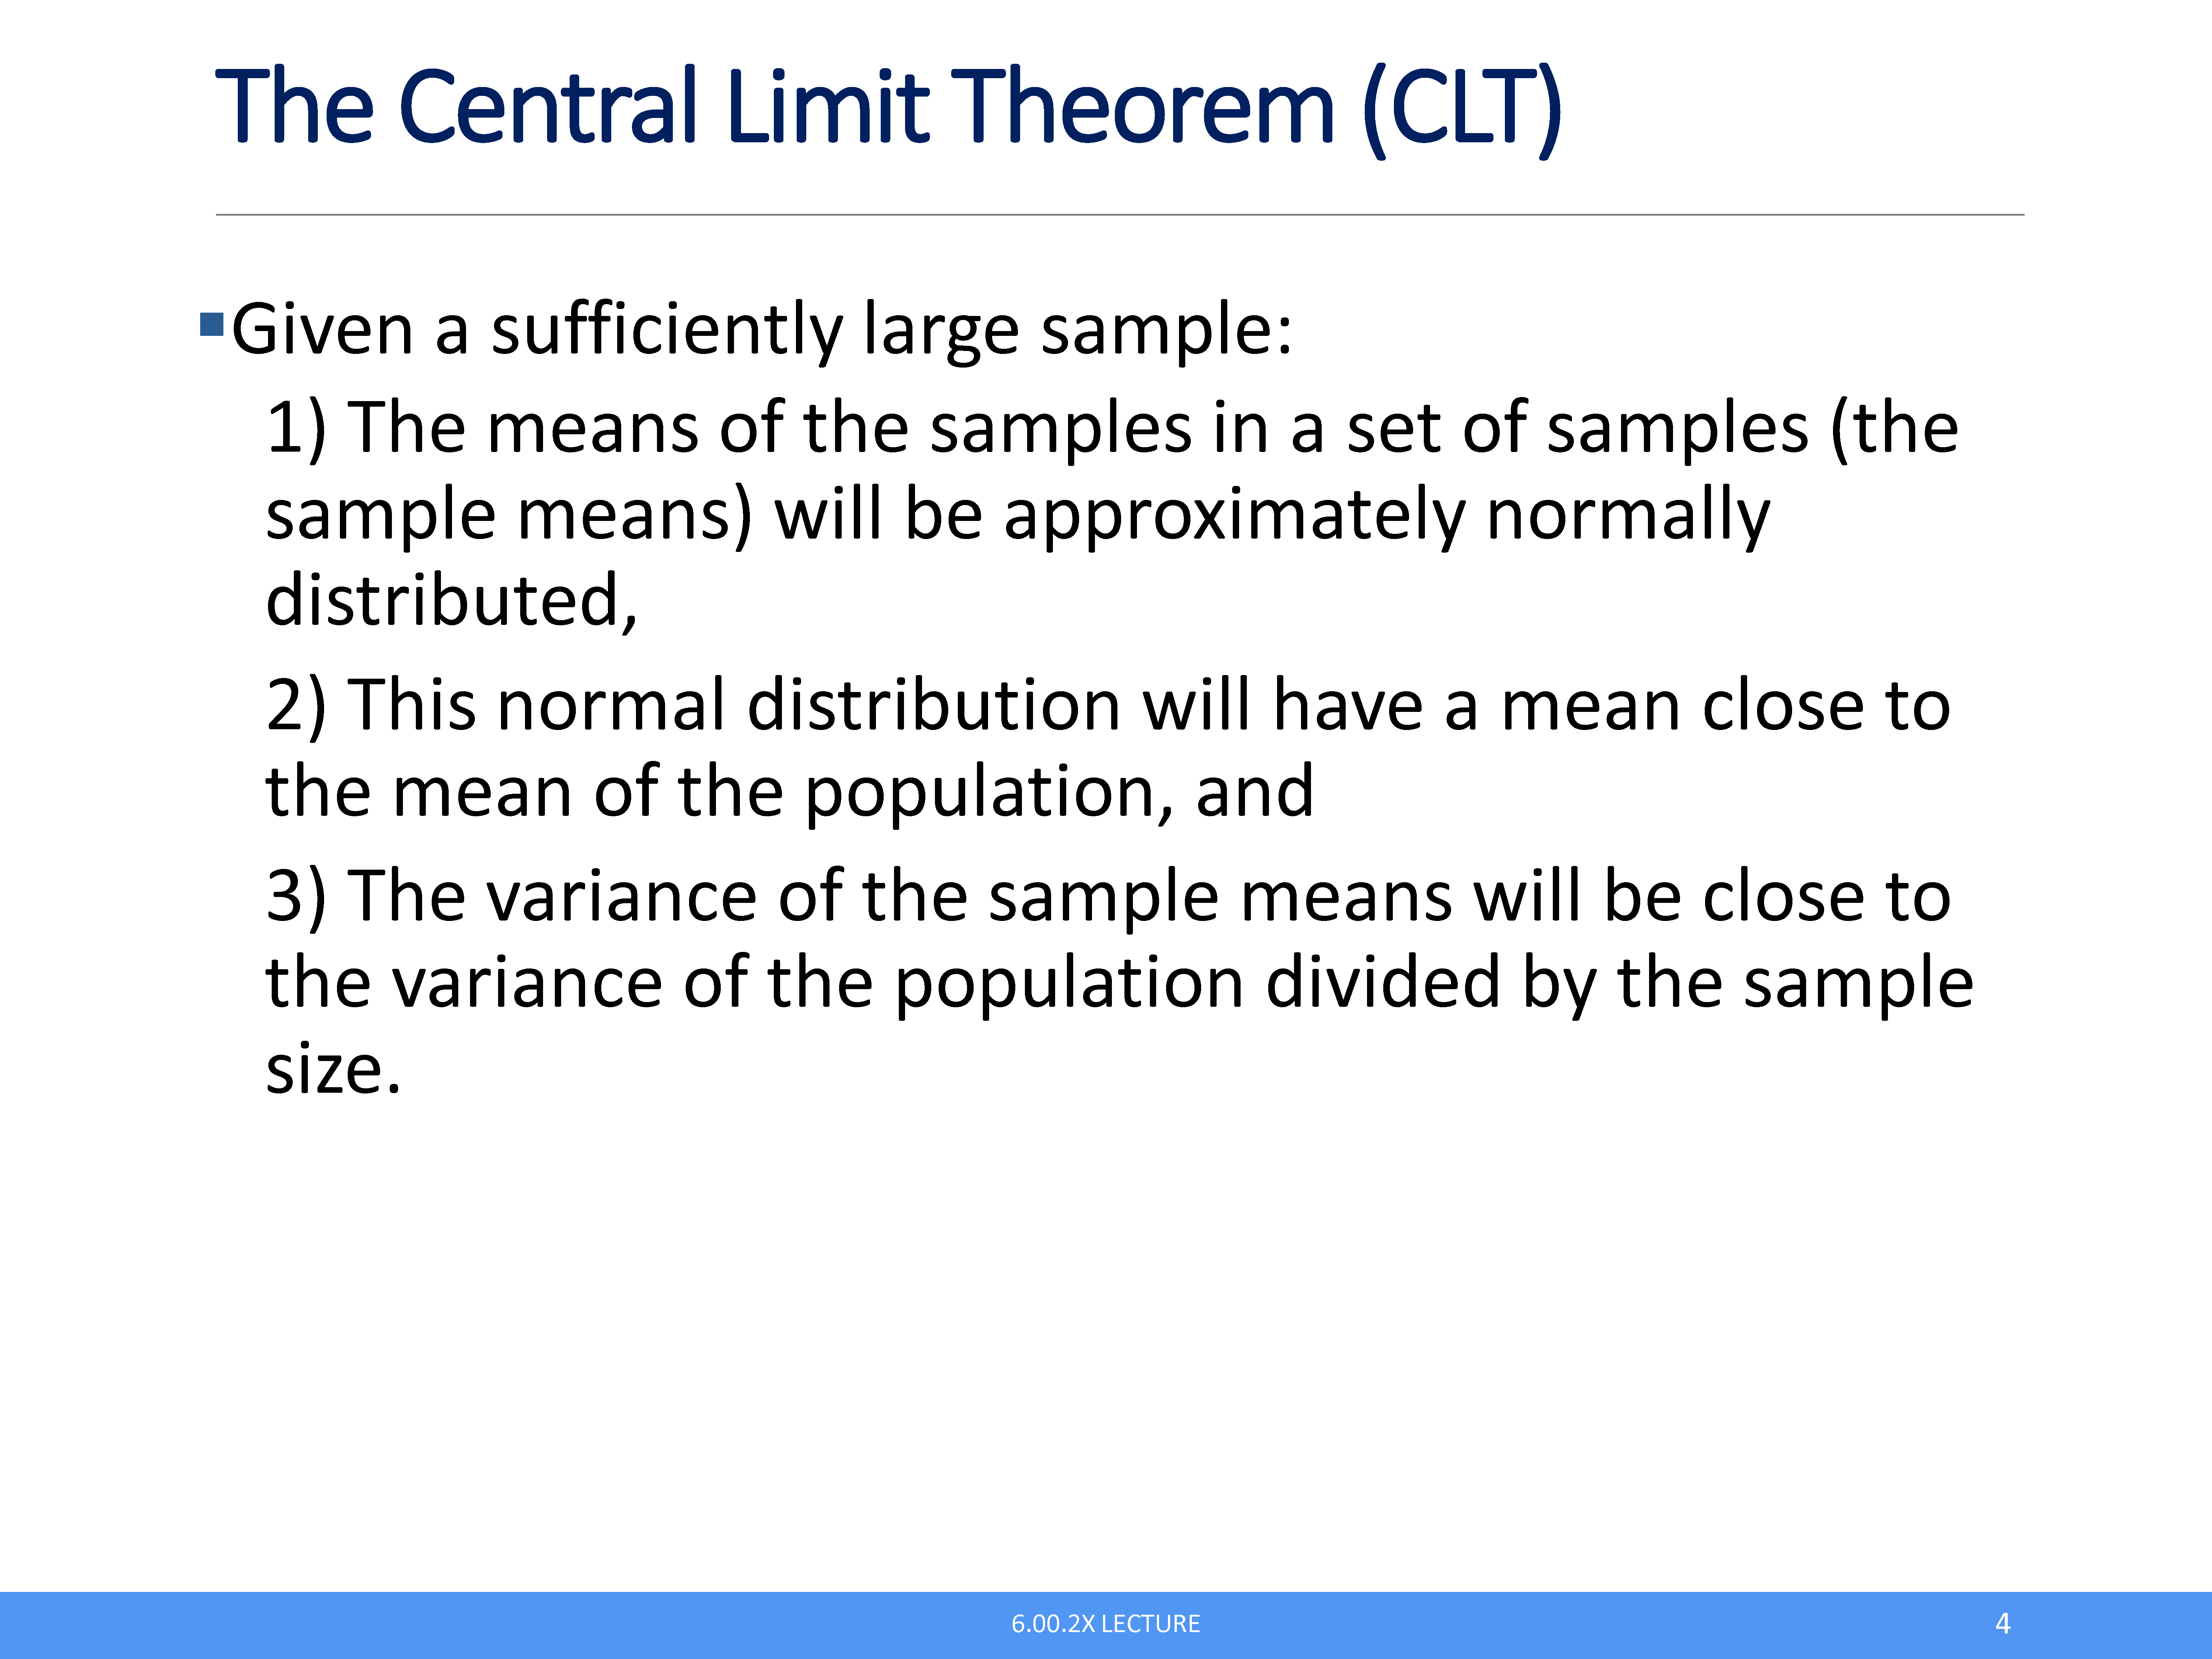 The Central Limit Theorem (CLT)
▪Given a sufficiently large sample:
1) The means of the samples in a set of samples (the
sample means) will be approximately normally
distributed,
2) This normal distribution will have a mean close to
the mean of the population, and
3) The variance of the sample means will be close to
the variance of the population divided by the sample
size.
6.00.2X LECTURE
4